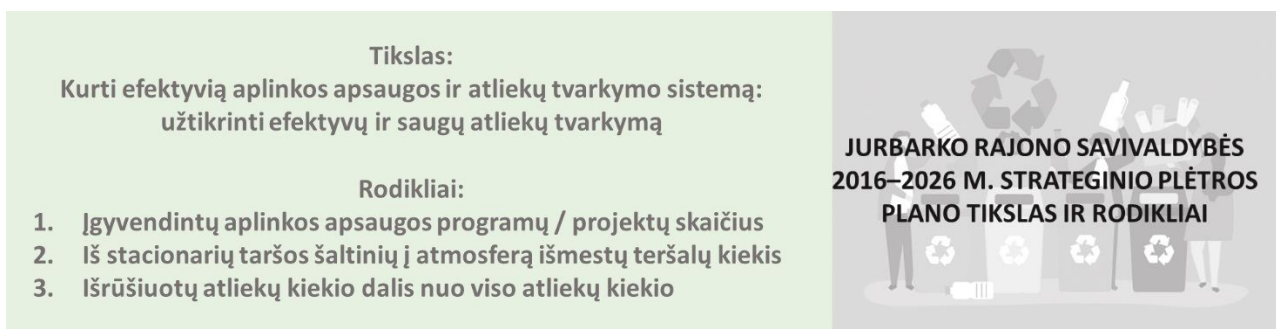 Tikslas:
Kurti efektyvią aplinkos apsaugos ir atliekų tvarkymo sistemą:
užtikrinti efektyvų ir saugų atliekų tvarkymą
Rodikliai:
1. Įgyvendintų aplinkos apsaugos programų / projektų skaičius
2. Iš stacionarių taršos šaltinių į atmosferą išmestų teršalų kiekis
3. Išrūšiuotų atliekų kiekio dalis nuo viso atliekų kiekio
JURBARKO RAJONO SAVIVALDYBĖS
2016–2026 M. STRATEGINIO PLĖTROS
PLANO TIKSLAS IR RODIKLIAI